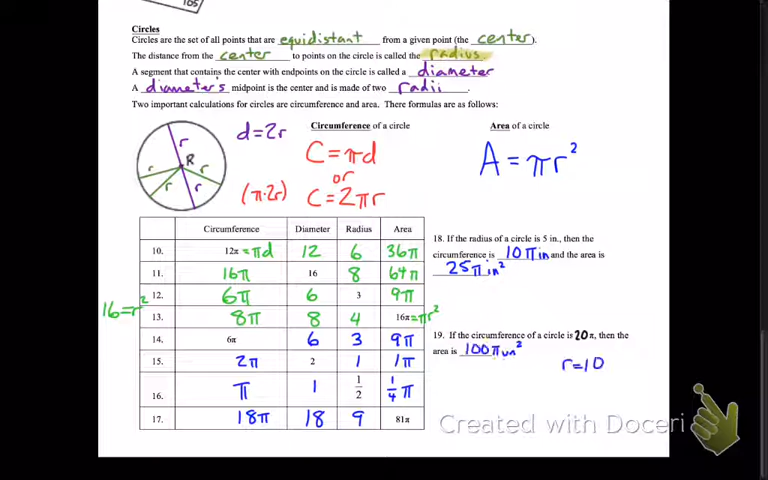 Circles
Circles are the set of all points that are equidistant from a given point (the center).
The distance from the center to points on the circle is called the radius.
A segment that contains the center with endpoints on the circle is called a diameter
A diameter's midpoint is the center and is made of two radii.
Two important calculations for circles are circumference and area. There formulas are as follows:
Circumference of a circle
Area of a circle
r
R
r
r
r
r
d=2r
(π·2r)
C=πd
or
C=2πr
A=πr²
Circumference Diameter Radius Area
10. 12π =πd 12 6 36π
11. 16π 16 8 64π
12. 6π 6 3 9π
16=r²
13. 8π 8 4 16π=πr²
14. 6π 6 3 9π
15. 2π 2 1 1π
16. π 1 1/2 1/4 π
17. 18π 18 9 81π
18. If the radius of a circle is 5 in., then the
circumference is 10π in and the area is
25π in².
19. If the circumference of a circle is 20π, then the
area is 100π un²
r=10
Created with Doceri